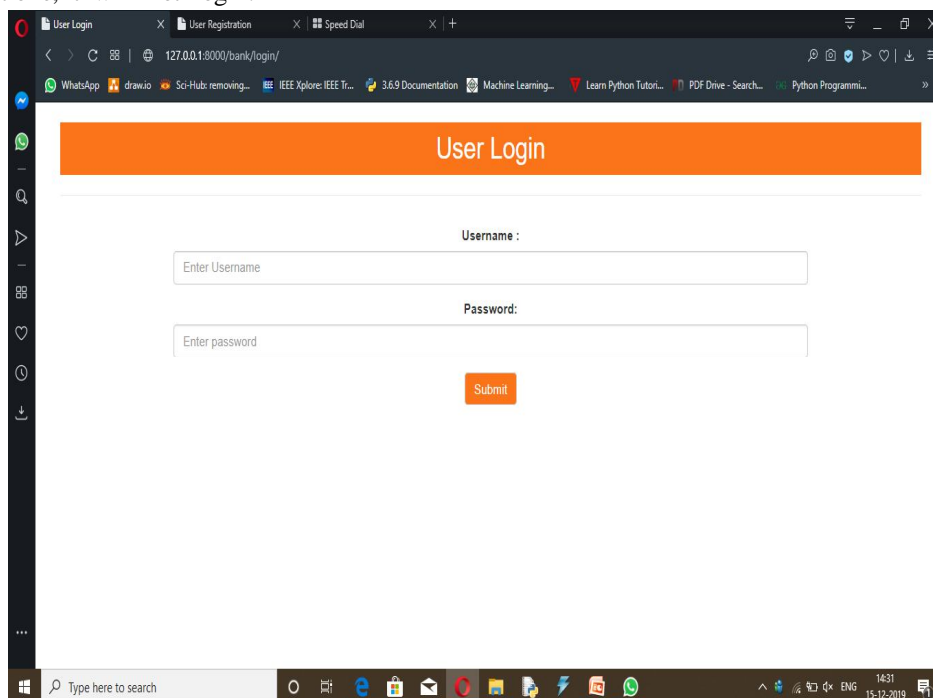 User Login
User Registration
Speed Dial
127.0.0.1:8000/bank/login/
WhatsApp
draw.io
Sci-Hub: removing...
IEEE Xplore: IEEE Tr...
3.6.9 Documentation
Machine Learning...
Learn Python Tutori...
PDF Drive - Search...
Python Programmi...
User Login
Username :
Enter Username
Password:
Enter password
Submit
Type here to search
ENG
14:31
15-12-2019